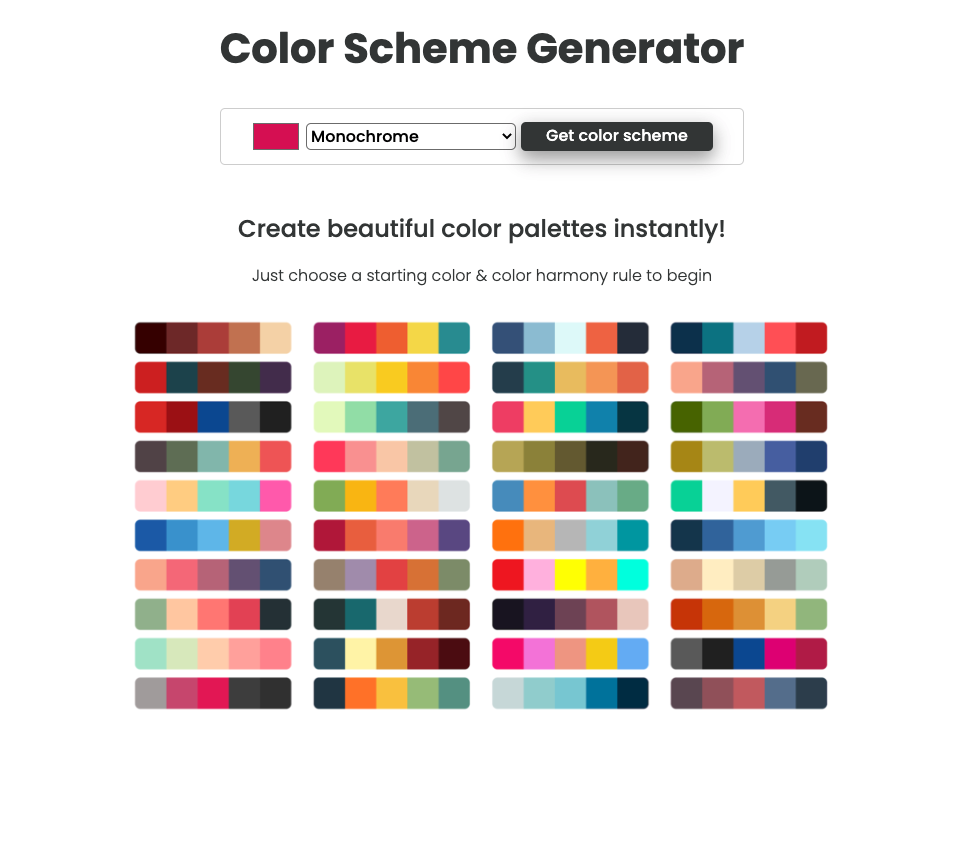 Color Scheme Generator
Monochrome
Get color scheme
Create beautiful color palettes instantly!
Just choose a starting color & color harmony rule to begin